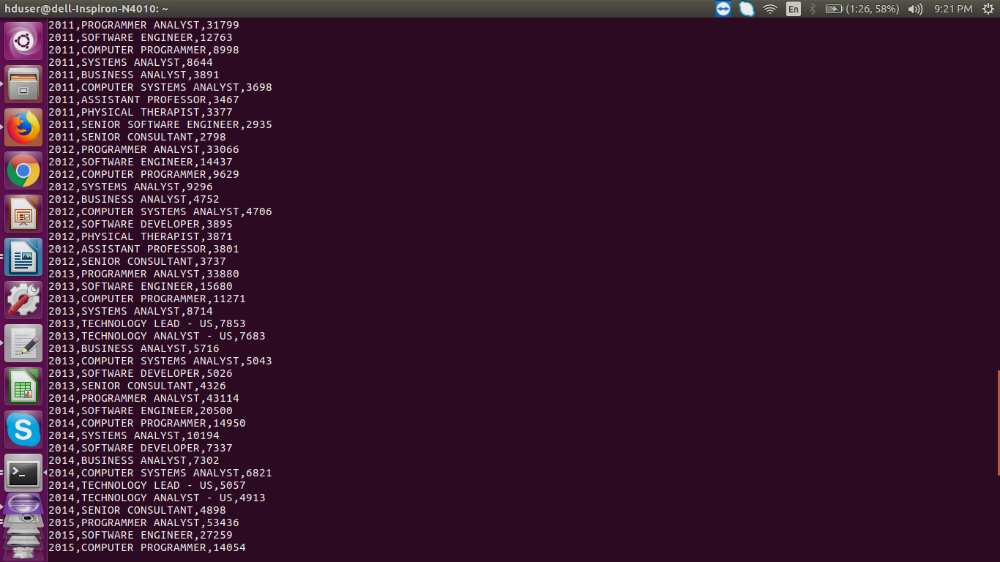 hduser@dell-Inspiron-N4010: ~
En
(1:26, 58%)
9:21 PM
2011,PROGRAMMER ANALYST,31799
2011,SOFTWARE ENGINEER,12763
2011,COMPUTER PROGRAMMER,8998
2011,SYSTEMS ANALYST,8644
2011,BUSINESS ANALYST,3891
2011,COMPUTER SYSTEMS ANALYST,3698
2011,ASSISTANT PROFESSOR,3467
2011,PHYSICAL THERAPIST,3377
2011,SENIOR SOFTWARE ENGINEER,2935
2011,SENIOR CONSULTANT,2798
2012,PROGRAMMER ANALYST,33066
2012,SOFTWARE ENGINEER,14437
2012,COMPUTER PROGRAMMER,9629
2012,SYSTEMS ANALYST,9296
2012,BUSINESS ANALYST,4752
2012,COMPUTER SYSTEMS ANALYST,4706
2012,SOFTWARE DEVELOPER,3895
2012,PHYSICAL THERAPIST,3871
2012,ASSISTANT PROFESSOR,3801
2012,SENIOR CONSULTANT,3737
2013,PROGRAMMER ANALYST,33880
2013,SOFTWARE ENGINEER,15680
2013,COMPUTER PROGRAMMER,11271
2013,SYSTEMS ANALYST,8714
2013,TECHNOLOGY LEAD - US,7853
2013,TECHNOLOGY ANALYST - US,7683
2013,BUSINESS ANALYST,5716
2013,COMPUTER SYSTEMS ANALYST,5043
2013,SOFTWARE DEVELOPER,5026
2013,SENIOR CONSULTANT,4326
2014,PROGRAMMER ANALYST,43114
2014,SOFTWARE ENGINEER,20500
2014,COMPUTER PROGRAMMER,14950
2014,SYSTEMS ANALYST,10194
2014,SOFTWARE DEVELOPER,7337
2014,BUSINESS ANALYST,7302
2014,COMPUTER SYSTEMS ANALYST,6821
2014,TECHNOLOGY LEAD - US,5057
2014,TECHNOLOGY ANALYST - US,4913
2014,SENIOR CONSULTANT,4898
2015,PROGRAMMER ANALYST,53436
2015,SOFTWARE ENGINEER,27259
2015,COMPUTER PROGRAMMER,14054